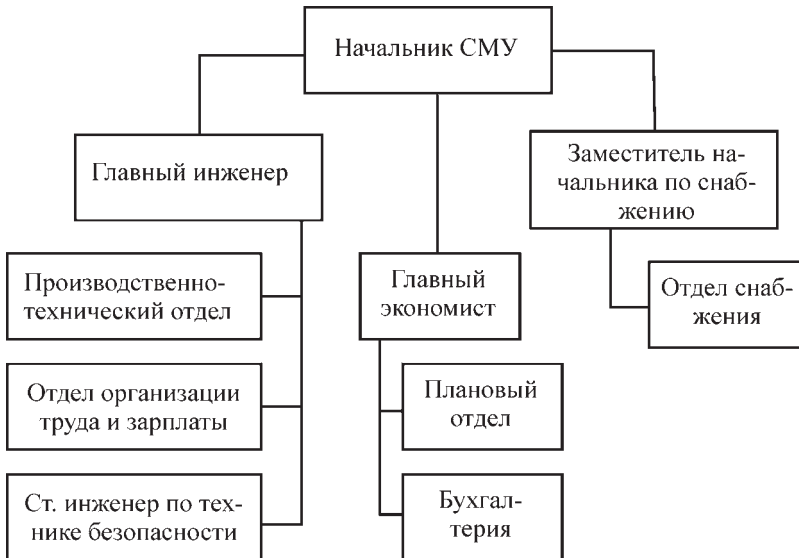 Начальник СМУ
Главный инженер
Заместитель на-
чальника по снаб-
жению
Производственно-
технический отдел
Главный
экономист
Отдел снаб-
жения
Отдел организации
труда и зарплаты
Плановый
отдел
Ст. инженер по тех-
нике безопасности
Бухгал-
терия